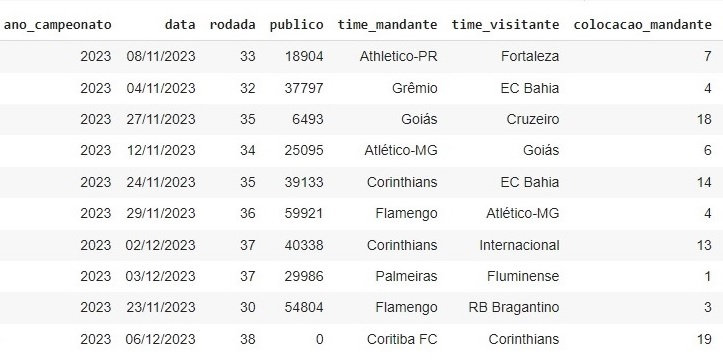 ano_campeonato data rodada publico time_mandante time_visitante colocacao_mandante
2023 08/11/2023 33 18904 Athletico-PR Fortaleza 7
2023 04/11/2023 32 37797 Grêmio EC Bahia 4
2023 27/11/2023 35 6493 Goiás Cruzeiro 18
2023 12/11/2023 34 25095 Atlético-MG Goiás 6
2023 24/11/2023 35 39133 Corinthians EC Bahia 14
2023 29/11/2023 36 59921 Flamengo Atlético-MG 4
2023 02/12/2023 37 40338 Corinthians Internacional 13
2023 03/12/2023 37 29986 Palmeiras Fluminense 1
2023 23/11/2023 30 54804 Flamengo RB Bragantino 3
2023 06/12/2023 38 0 Coritiba FC Corinthians 19